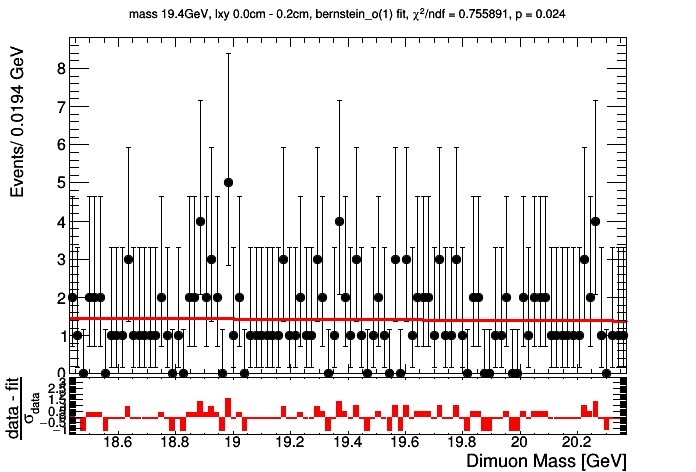 mass 19.4GeV, lxy 0.0cm - 0.2cm, bernstein_o(1) fit, χ²/ndf = 0.755891, p = 0.024
Events/ 0.0194 GeV
8
7
6
5
4
3
2
1
0
data - fit
σdata
18.6 18.8 19 19.2 19.4 19.6 19.8 20 20.2
Dimuon Mass [GeV]